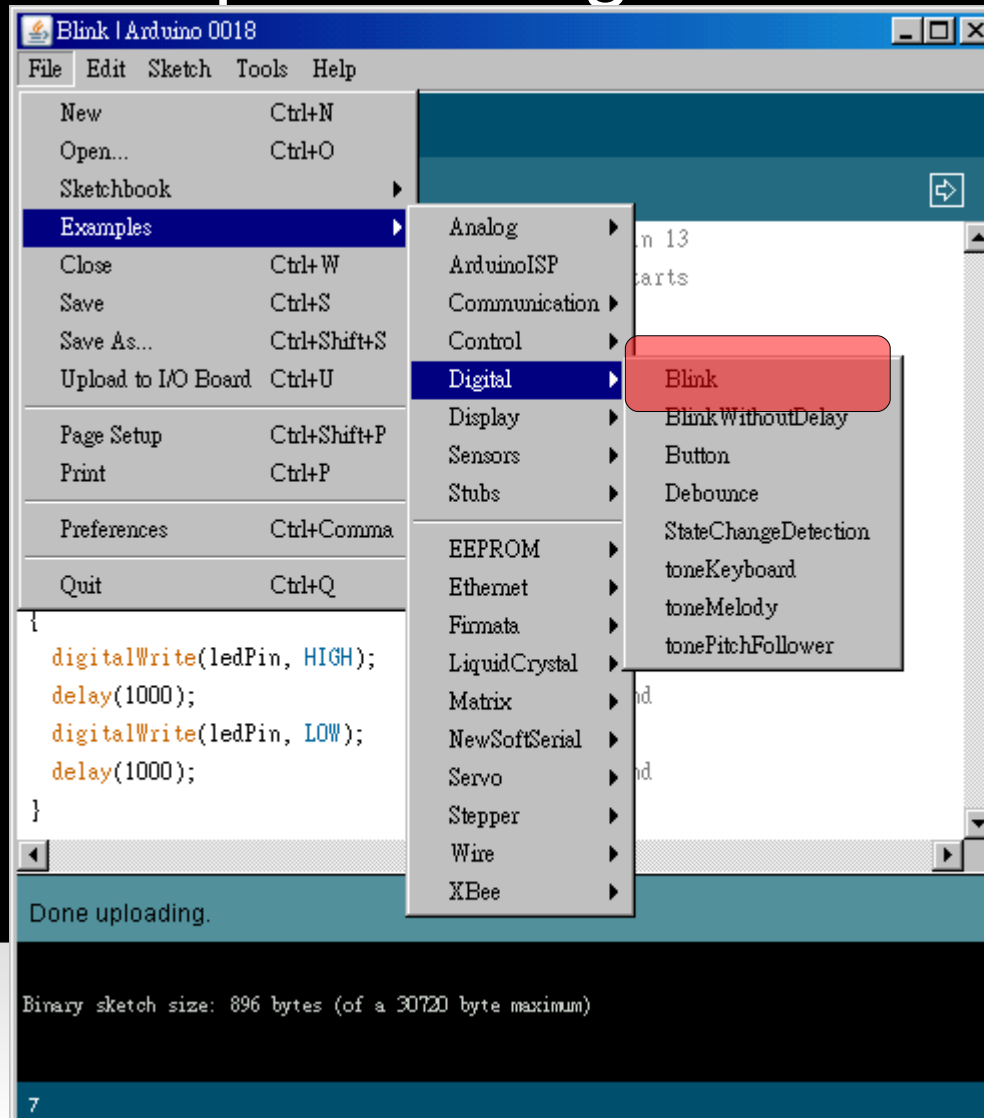 Blink | Arduino 0018
File Edit Sketch Tools Help
New Ctrl+N
Open... Ctrl+O
Sketchbook
Examples
Close Ctrl+W
Save Ctrl+S
Save As... Ctrl+Shift+S
Upload to I/O Board Ctrl+U
Page Setup Ctrl+Shift+P
Print Ctrl+P
Preferences Ctrl+Comma
Quit Ctrl+Q
Analog
ArduinoISP
Communication
Control
Digital
Display
Sensors
Stubs
EEPROM
Ethernet
Firmata
LiquidCrystal
Matrix
NewSoftSerial
Servo
Stepper
Wire
XBee
Blink
BlinkWithoutDelay
Button
Debounce
StateChangeDetection
toneKeyboard
toneMelody
tonePitchFollower
13
{
digitalWrite(ledPin, HIGH);
delay(1000);
digitalWrite(ledPin, LOW);
delay(1000);
}
Done uploading.
Binary sketch size: 896 bytes (of a 30720 byte maximum)
7